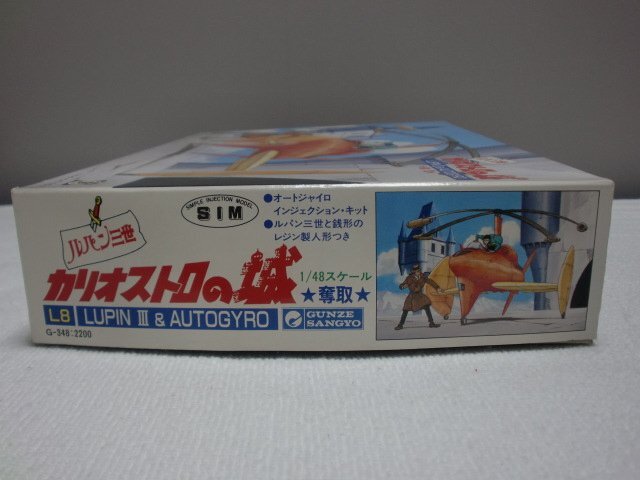 ルパン三世
カリオストロの城
L8 LUPIN III & AUTOGYRO
GUNZE
SANGYO
G-348:2200
SIMPLE INJECTION MODEL
SIM
●オートジャイロ
インジェクション・キット
●ルパン三世と銭形の
レジン製人形つき
1/48スケール
★奪取★